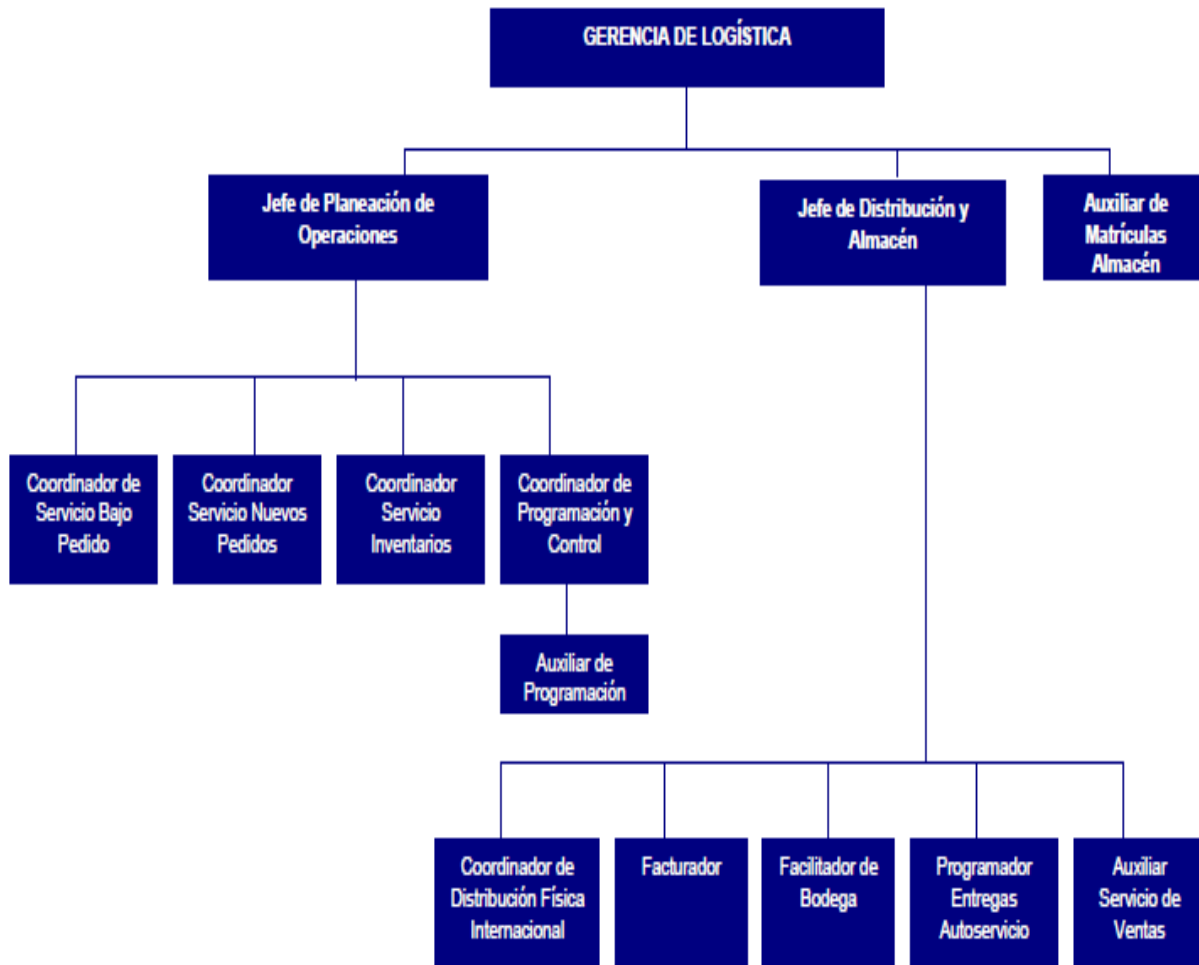 GERENCIA DE LOGÍSTICA
Jefe de Planeación de
Operaciones
Jefe de Distribución y
Almacén
Auxiliar de
Matrículas
Almacén
Coordinador de
Servicio Bajo
Pedido
Coordinador
Servicio Nuevos
Pedidos
Coordinador
Servicio
Inventarios
Coordinador de
Programación y
Control
Auxiliar de
Programación
Coordinador de
Distribución Física
Internacional
Facturador
Facilitador de
Bodega
Programador
Entregas
Autoservicio
Auxiliar
Servicio de
Ventas